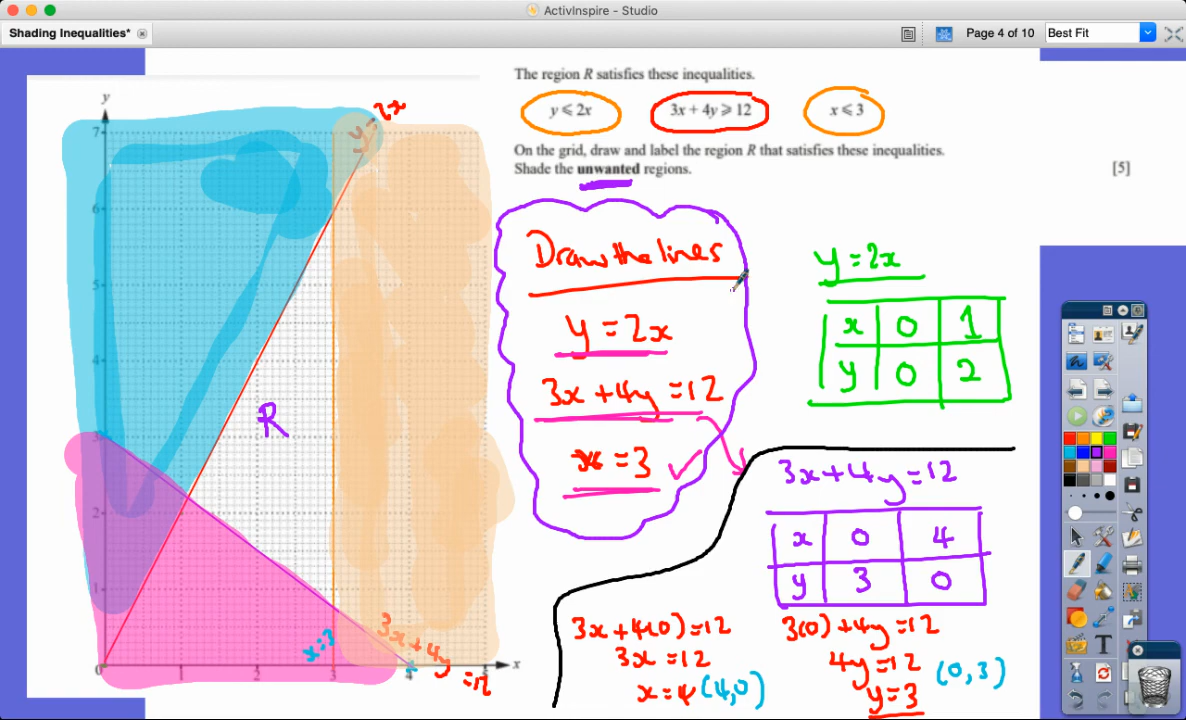 ActivInspire - Studio
Shading Inequalities*
Page 4 of 10
Best Fit
The region R satisfies these inequalities.
y ⩽ 2x
3x + 4y ⩾ 12
x ⩽ 3
On the grid, draw and label the region R that satisfies these inequalities.
Shade the unwanted regions.
[5]
y
7
6
5
4
3
2
1
0
1
2
4
5
x
y=2x
R
x=3
3x+4y
=12
Draw the lines
y=2x
3x+4y=12
x=3
y=2x
x 0 1
y 0 2
3x+4y=12
x 0 4
y 3 0
3x+4(0)=12
3x=12
x=4 (4,0)
3(0)+4y=12
4y=12
y=3
(0,3)
T